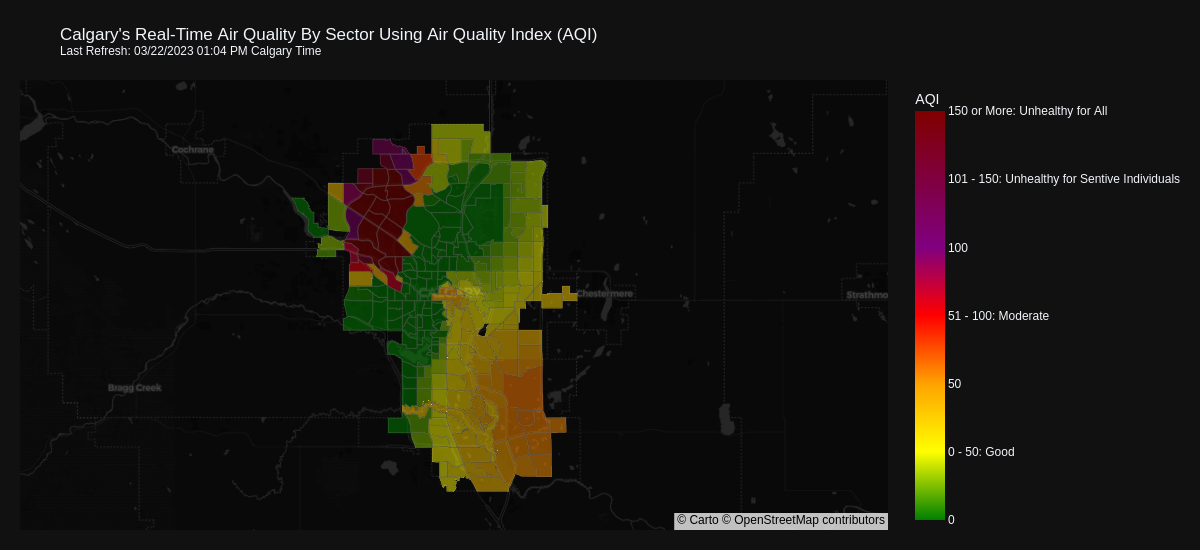 Calgary's Real-Time Air Quality By Sector Using Air Quality Index (AQI)
Last Refresh: 03/22/2023 01:04 PM Calgary Time
AQI
150 or More: Unhealthy for All
Cochrane
101 - 150: Unhealthy for Sentive Individuals
100
Chestermere
Strathmo
51 - 100: Moderate
50
Bragg Creek
0 - 50: Good
0
© Carto © OpenStreetMap contributors